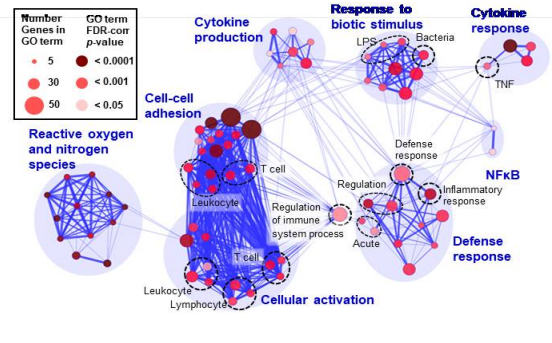 Number
Genes in
GO term
GO term
FDR-corr
p-value
5
< 0.0001
30
< 0.001
50
< 0.05
Cytokine
production
Response to
biotic stimulus
LPS
Bacteria
Cytokine
response
TNF
Cell-cell
adhesion
Reactive oxygen
and nitrogen
species
T cell
Leukocyte
Defense
response
NFκB
Regulation
Inflammatory
response
Regulation
of immune
system process
Acute
Defense
response
T cell
Leukocyte
Lymphocyte
Cellular activation